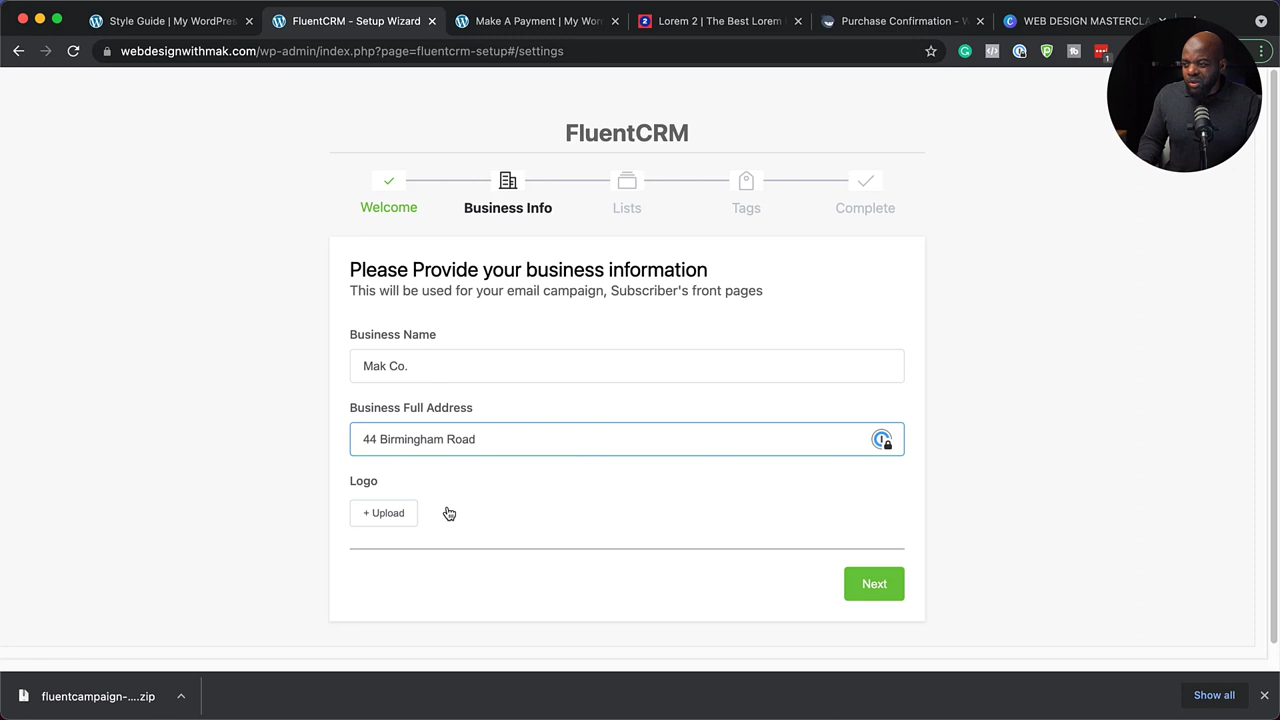 Style Guide | My WordPres
FluentCRM - Setup Wizard
Make A Payment | My Wor
Lorem 2 | The Best Lorem
Purchase Confirmation - W
WEB DESIGN MASTERCLA
webdesignwithmak.com/wp-admin/index.php?page=fluentcrm-setup#/settings
1
FluentCRM
Welcome
Business Info
Lists
Tags
Complete
Please Provide your business information
This will be used for your email campaign, Subscriber's front pages
Business Name
Mak Co.
Business Full Address
44 Birmingham Road
Logo
+ Upload
Next
fluentcampaign-....zip
Show all